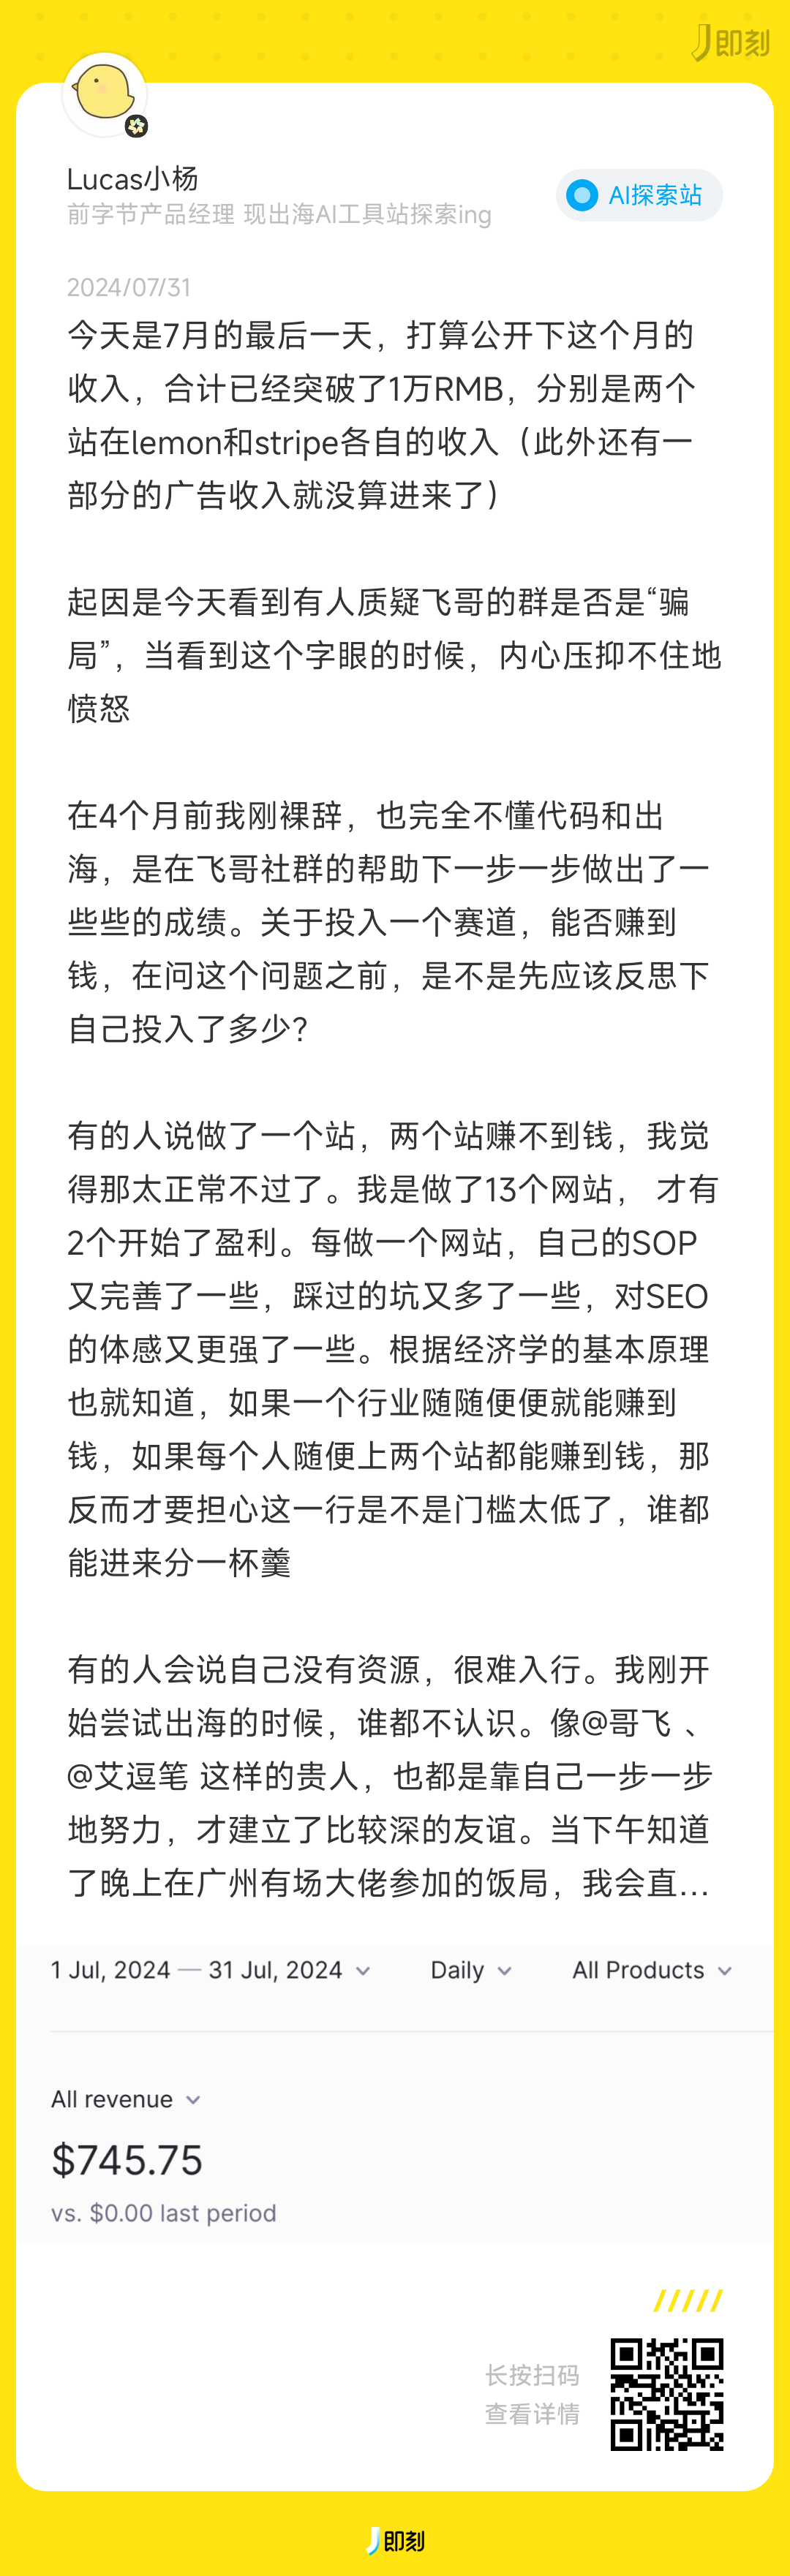 即刻
Lucas小杨
前字节产品经理 现出海AI工具站探索ing
AI探索站
2024/07/31
今天是7月的最后一天，打算公开下这个月的
收入，合计已经突破了1万RMB，分别是两个
站在lemon和stripe各自的收入（此外还有一
部分的广告收入就没算进来了）
起因是今天看到有人质疑飞哥的群是否是“骗
局”，当看到这个字眼的时候，内心压抑不住地
愤怒
在4个月前我刚裸辞，也完全不懂代码和出
海，是在飞哥社群的帮助下一步一步做出了一
些些的成绩。关于投入一个赛道，能否赚到
钱，在问这个问题之前，是不是先应该反思下
自己投入了多少？
有的人说做了一个站，两个站赚不到钱，我觉
得那太正常不过了。我是做了13个网站， 才有
2个开始了盈利。每做一个网站，自己的SOP
又完善了一些，踩过的坑又多了一些，对SEO
的体感又更强了一些。根据经济学的基本原理
也就知道，如果一个行业随随便便就能赚到
钱，如果每个人随便上两个站都能赚到钱，那
反而才要担心这一行是不是门槛太低了，谁都
能进来分一杯羹
有的人会说自己没有资源，很难入行。我刚开
始尝试出海的时候，谁都不认识。像@哥飞 、
@艾逗笔 这样的贵人，也都是靠自己一步一步
地努力，才建立了比较深的友谊。当下午知道
了晚上在广州有场大佬参加的饭局，我会直...
1 Jul, 2024 — 31 Jul, 2024
Daily
All Products
All revenue
$745.75
vs. $0.00 last period
长按扫码
查看详情
即刻